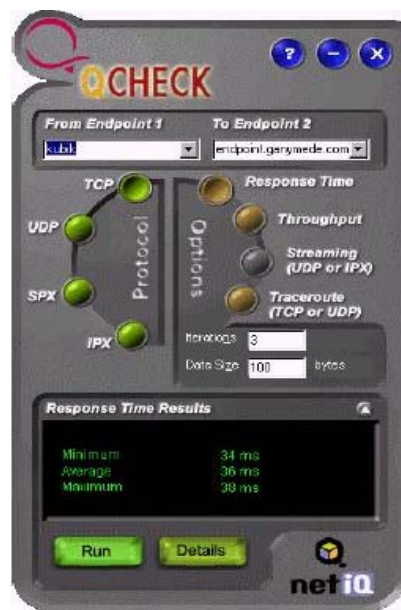 QCHECK
From Endpoint 1 To Endpoint 2
kubik endpoint.ganymede.com
TCP
UDP
SPX
IPX
Protocol
Options
Response Time
Throughput
Streaming
(UDP or IPX)
Traceroute
(TCP or UDP)
Iterations 3
Data Size 100 bytes
Response Time Results
Minimum 34 ms
Average 36 ms
Maximum 38 ms
Run Details
netiQ